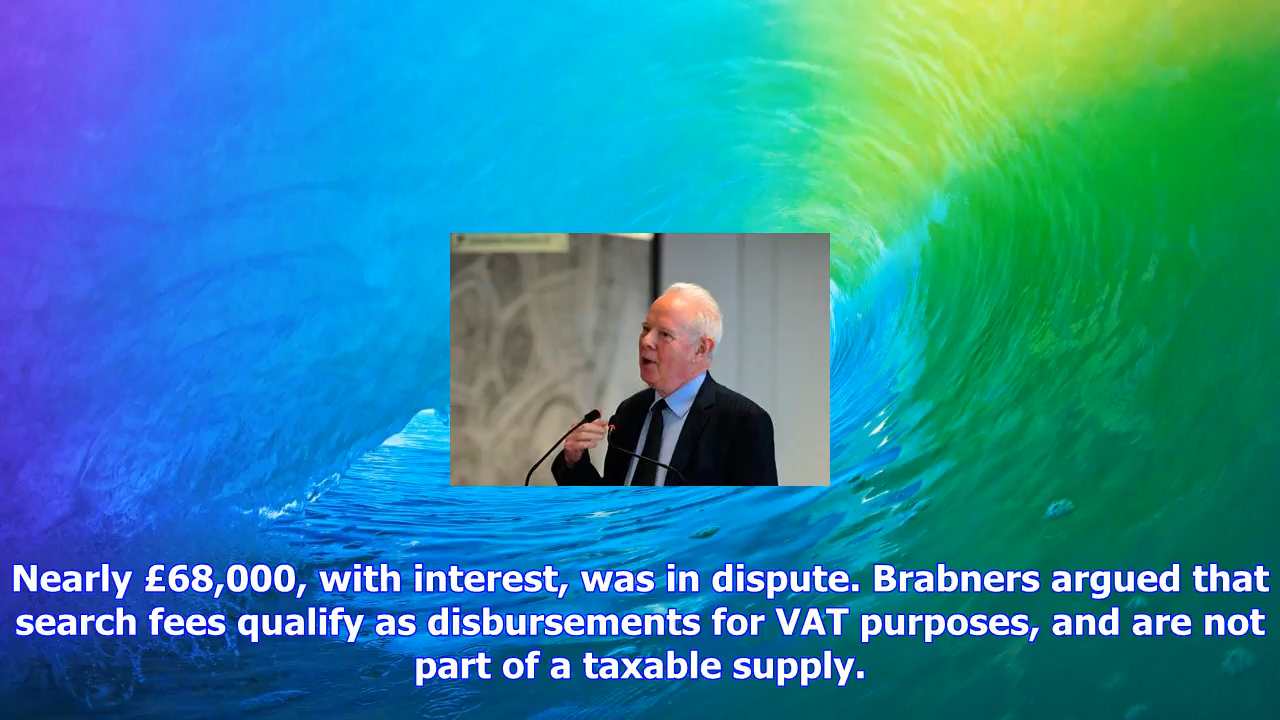 Nearly £68,000, with interest, was in dispute. Brabners argued that
search fees qualify as disbursements for VAT purposes, and are not
part of a taxable supply.